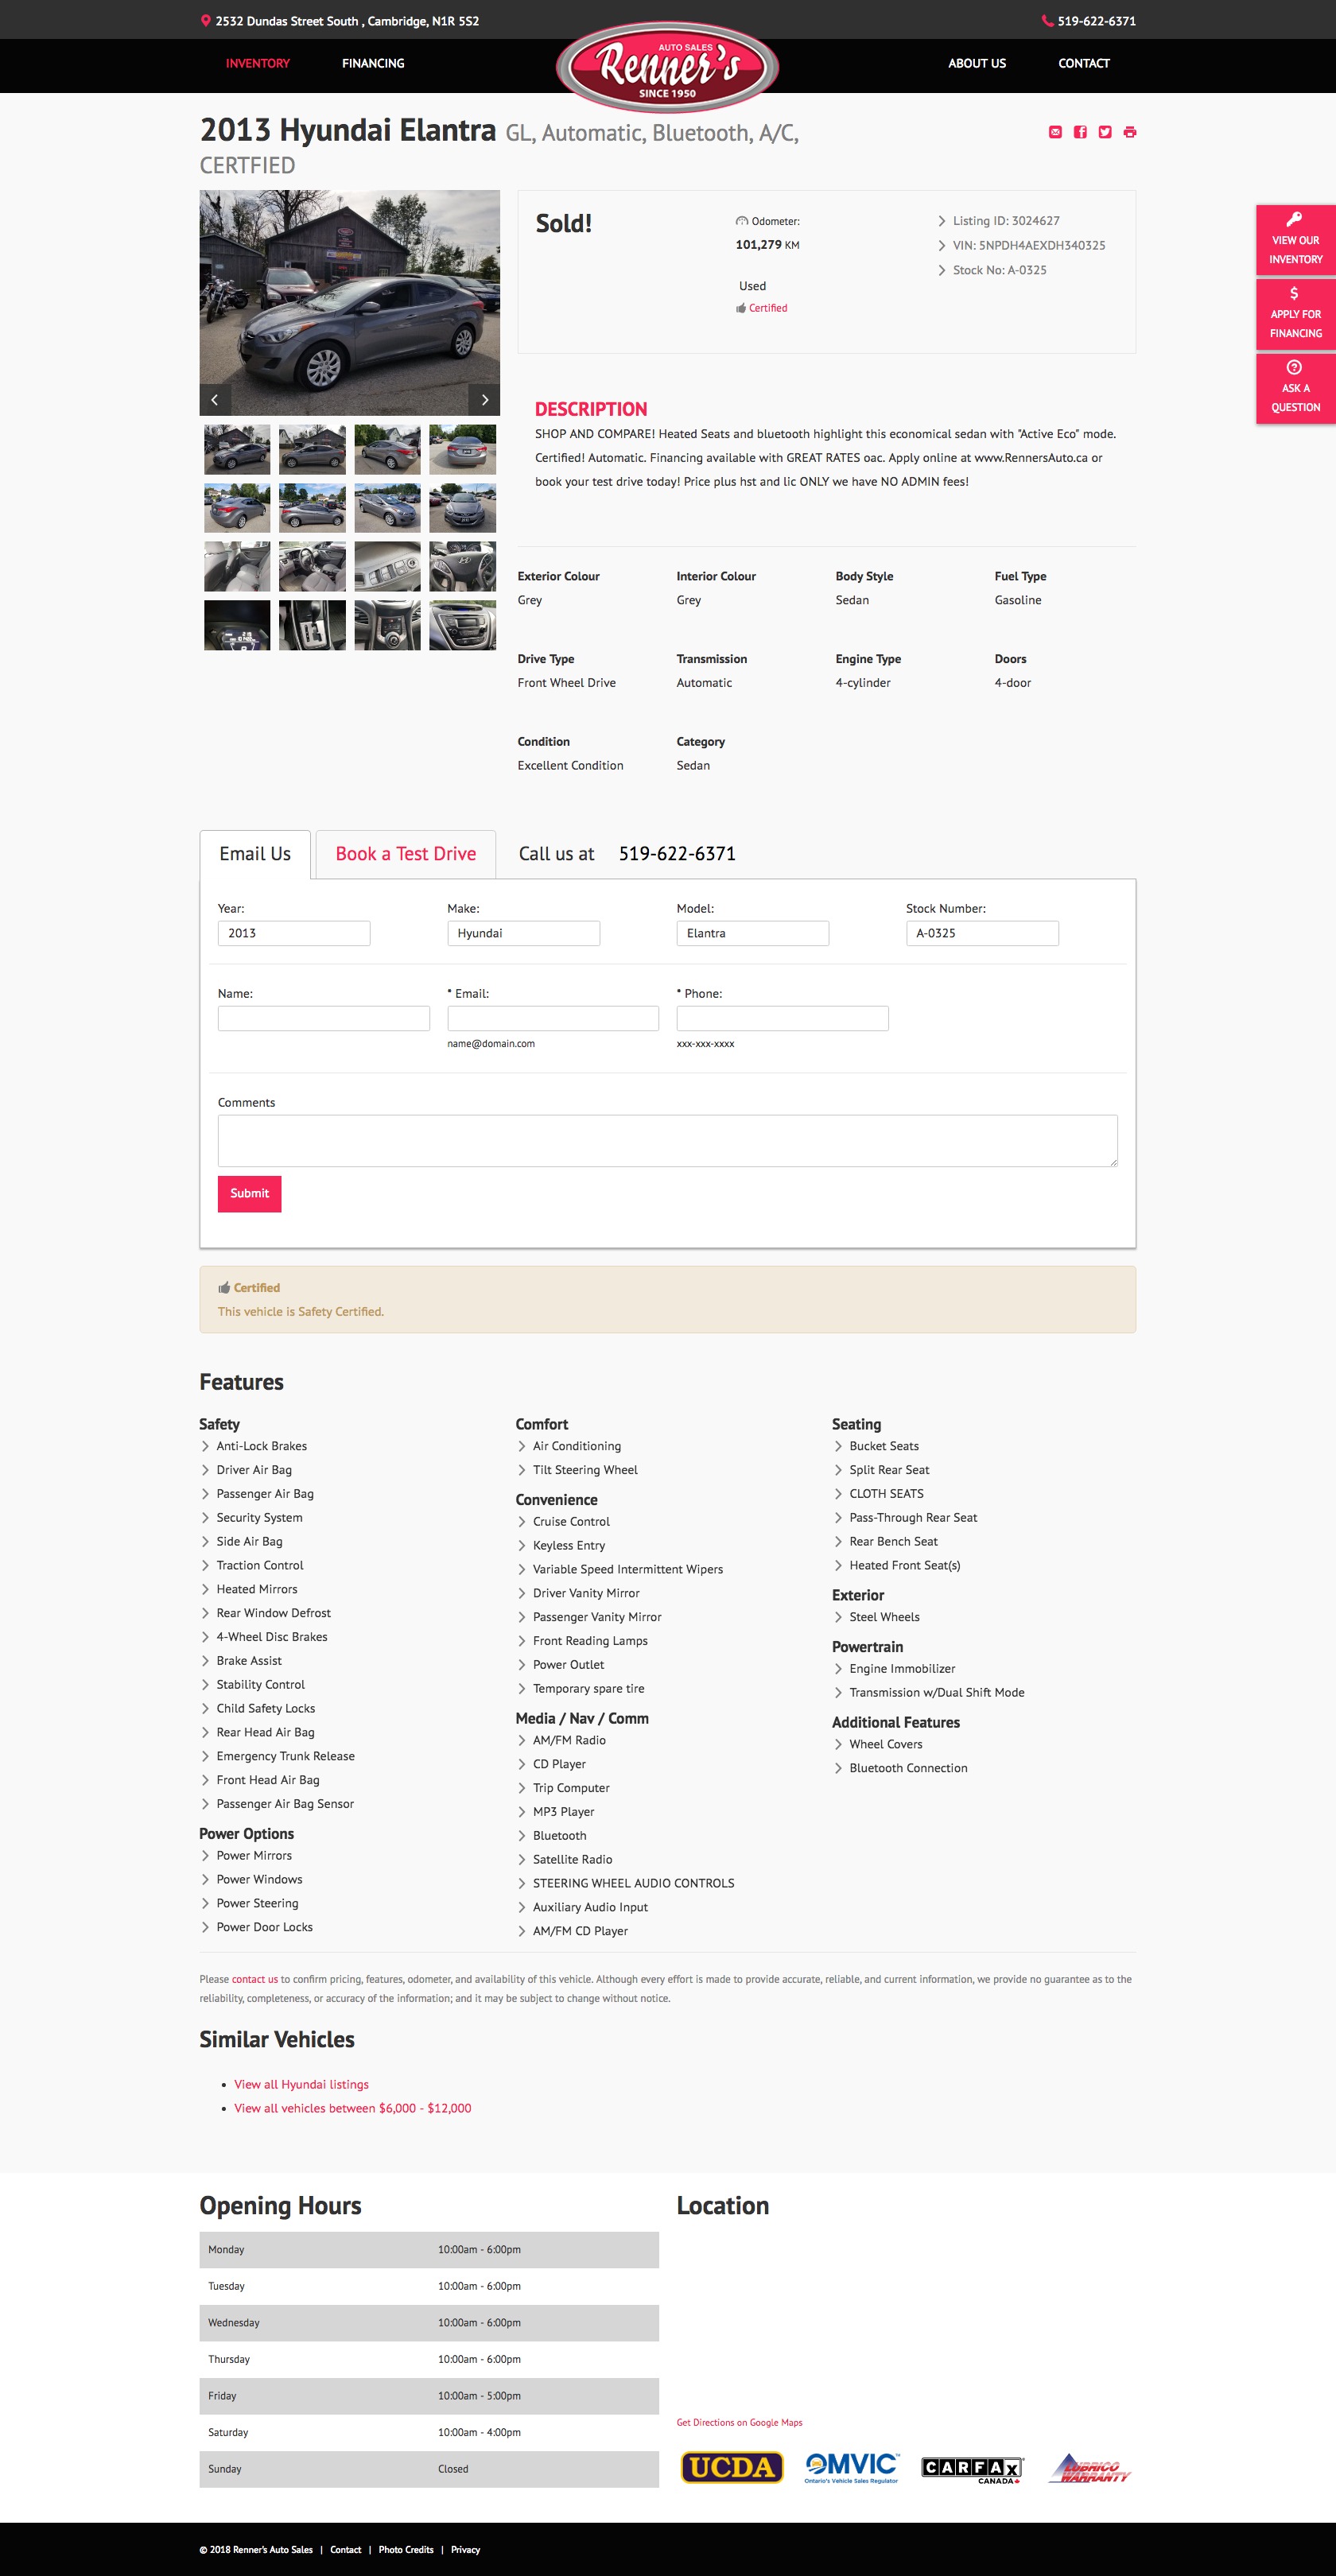 2532 Dundas Street South , Cambridge, N1R 5S2
519-622-6371
INVENTORY
FINANCING
AUTO SALES
Renner's
SINCE 1950
ABOUT US
CONTACT
2013 Hyundai Elantra GL, Automatic, Bluetooth, A/C,
CERTFIED
Sold!
Odometer:
101,279 KM
Used
Certified
Listing ID: 3024627
VIN: 5NPDH4AEXDH340325
Stock No: A-0325
VIEW OUR
INVENTORY
APPLY FOR
FINANCING
ASK A
QUESTION
DESCRIPTION
SHOP AND COMPARE! Heated Seats and bluetooth highlight this economical sedan with "Active Eco" mode.
Certified! Automatic. Financing available with GREAT RATES oac. Apply online at www.RennersAuto.ca or
book your test drive today! Price plus hst and lic ONLY we have NO ADMIN fees!
Exterior Colour
Interior Colour
Body Style
Fuel Type
Grey
Grey
Sedan
Gasoline
Drive Type
Transmission
Engine Type
Doors
Front Wheel Drive
Automatic
4-cylinder
4-door
Condition
Category
Excellent Condition
Sedan
Email Us
Book a Test Drive
Call us at 519-622-6371
Year:
Make:
Model:
Stock Number:
2013
Hyundai
Elantra
A-0325
Name:
* Email:
* Phone:
name@domain.com
xxx-xxx-xxxx
Comments
Submit
Certified
This vehicle is Safety Certified.
Features
Safety
Anti-Lock Brakes
Driver Air Bag
Passenger Air Bag
Security System
Side Air Bag
Traction Control
Heated Mirrors
Rear Window Defrost
4-Wheel Disc Brakes
Brake Assist
Stability Control
Child Safety Locks
Rear Head Air Bag
Emergency Trunk Release
Front Head Air Bag
Passenger Air Bag Sensor
Power Options
Power Mirrors
Power Windows
Power Steering
Power Door Locks
Comfort
Air Conditioning
Tilt Steering Wheel
Convenience
Cruise Control
Keyless Entry
Variable Speed Intermittent Wipers
Driver Vanity Mirror
Passenger Vanity Mirror
Front Reading Lamps
Power Outlet
Temporary spare tire
Media / Nav / Comm
AM/FM Radio
CD Player
Trip Computer
MP3 Player
Bluetooth
Satellite Radio
STEERING WHEEL AUDIO CONTROLS
Auxiliary Audio Input
AM/FM CD Player
Seating
Bucket Seats
Split Rear Seat
CLOTH SEATS
Pass-Through Rear Seat
Rear Bench Seat
Heated Front Seat(s)
Exterior
Steel Wheels
Powertrain
Engine Immobilizer
Transmission w/Dual Shift Mode
Additional Features
Wheel Covers
Bluetooth Connection
Please contact us to confirm pricing, features, odometer, and availability of this vehicle. Although every effort is made to provide accurate, reliable, and current information, we provide no guarantee as to the
reliability, completeness, or accuracy of the information; and it may be subject to change without notice.
Similar Vehicles
View all Hyundai listings
View all vehicles between $6,000 - $12,000
Opening Hours
Monday 10:00am - 6:00pm
Tuesday 10:00am - 6:00pm
Wednesday 10:00am - 6:00pm
Thursday 10:00am - 6:00pm
Friday 10:00am - 5:00pm
Saturday 10:00am - 4:00pm
Sunday Closed
Location
Get Directions on Google Maps
UCDA
OMVIC
Ontario's Vehicle Sales Regulator
CARFAX
CANADA
LUBRICO
WARRANTY
© 2018 Renner's Auto Sales | Contact | Photo Credits | Privacy